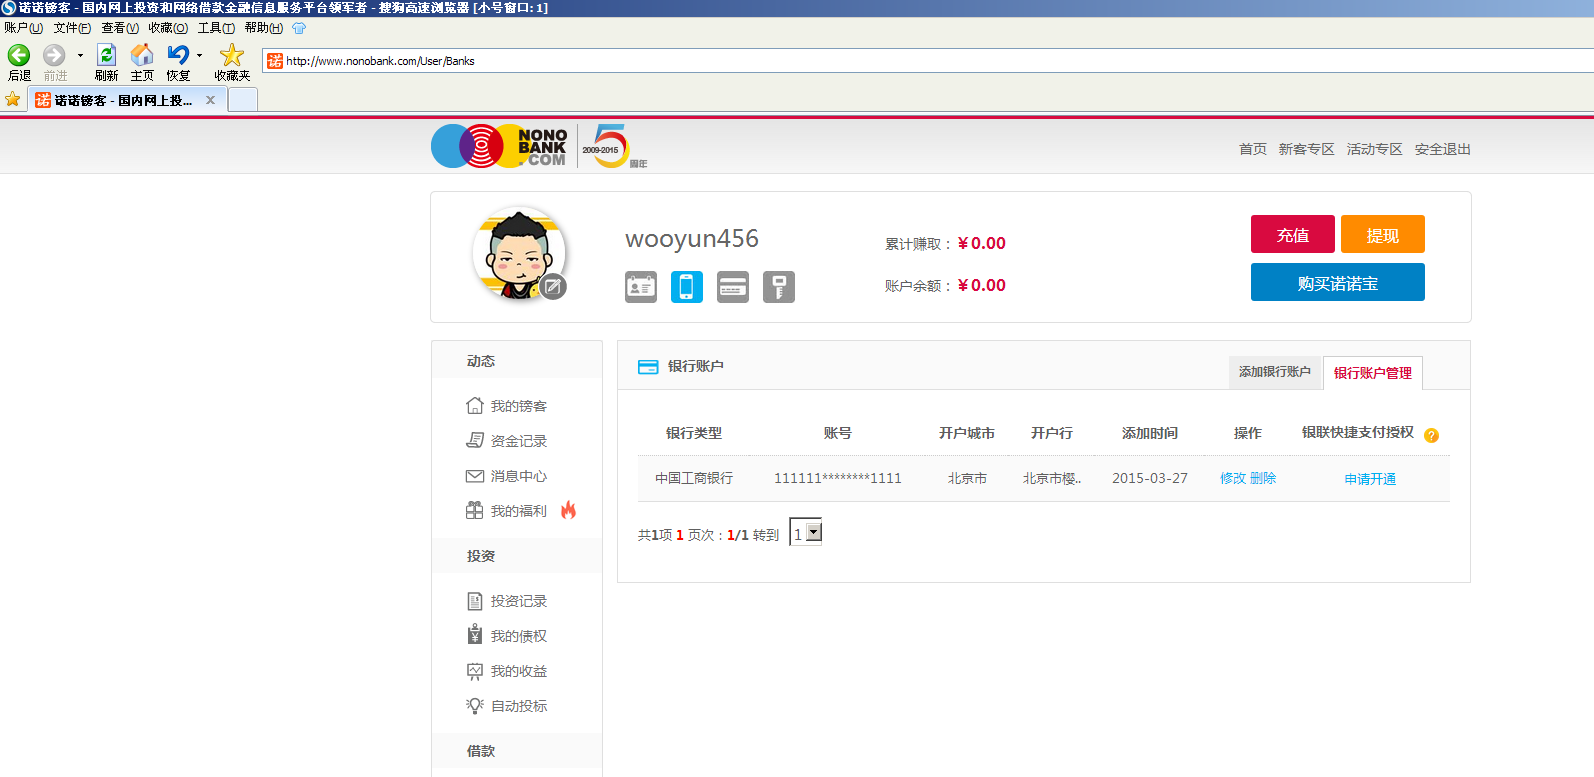 诺诺镑客 - 国内网上投资和网络借款金融信息服务平台领军者 - 搜狗高速浏览器 [小号窗口: 1]
账户(U) 文件(F) 查看(V) 收藏(O) 工具(T) 帮助(H)
后退 前进 刷新 主页 恢复 收藏夹
诺 http://www.nonobank.com/User/Banks
诺 诺诺镑客 - 国内网上投... x
NONO
BANK
.COM
2009-2015 5
周年
首页 新客专区 活动专区 安全退出
wooyun456
累计赚取：¥0.00
账户余额：¥0.00
充值 提现
购买诺诺宝
动态
我的镑客
资金记录
消息中心
我的福利
投资
投资记录
我的债权
我的收益
自动投标
借款
银行账户
添加银行账户 银行账户管理
银行类型 账号 开户城市 开户行 添加时间 操作 银联快捷支付授权 ?
中国工商银行 111111********1111 北京市 北京市樱.. 2015-03-27 修改 删除 申请开通
共1项 1 页次：1/1 转到 1